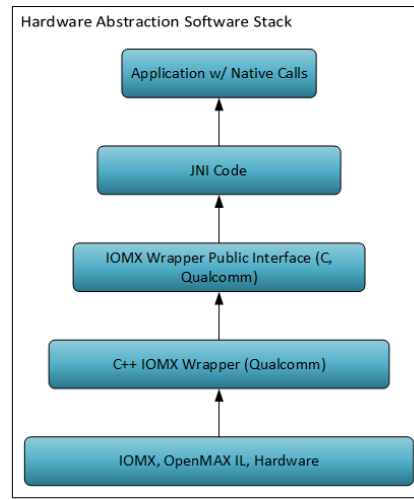 Hardware Abstraction Software Stack
Application w/ Native Calls
JNI Code
IOMX Wrapper Public Interface (C,
Qualcomm)
C++ IOMX Wrapper (Qualcomm)
IOMX, OpenMAX IL, Hardware